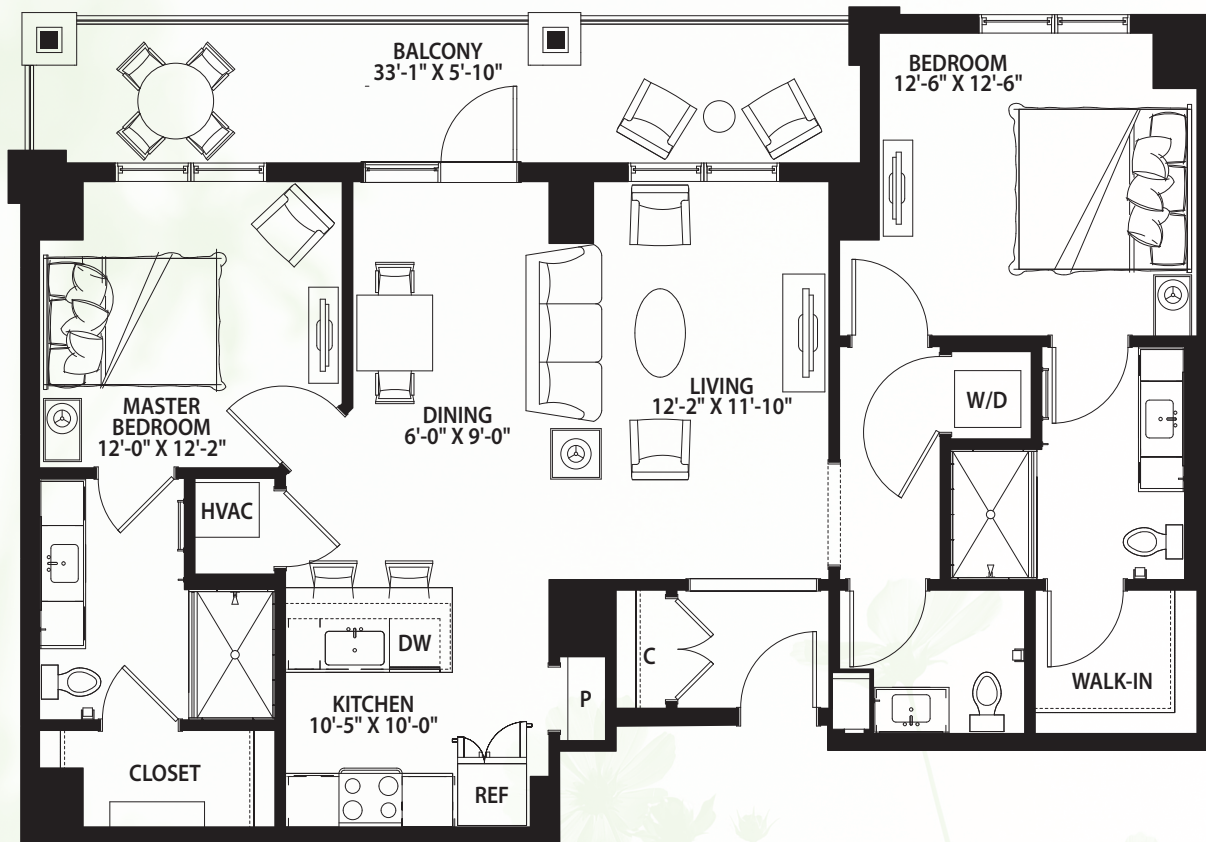 BALCONY
33'-1" X 5'-10"
BEDROOM
12'-6" X 12'-6"
MASTER
BEDROOM
12'-0" X 12'-2"
DINING
6'-0" X 9'-0"
LIVING
12'-2" X 11'-10"
W/D
HVAC
DW
C
P
WALK-IN
KITCHEN
10'-5" X 10'-0"
CLOSET
REF